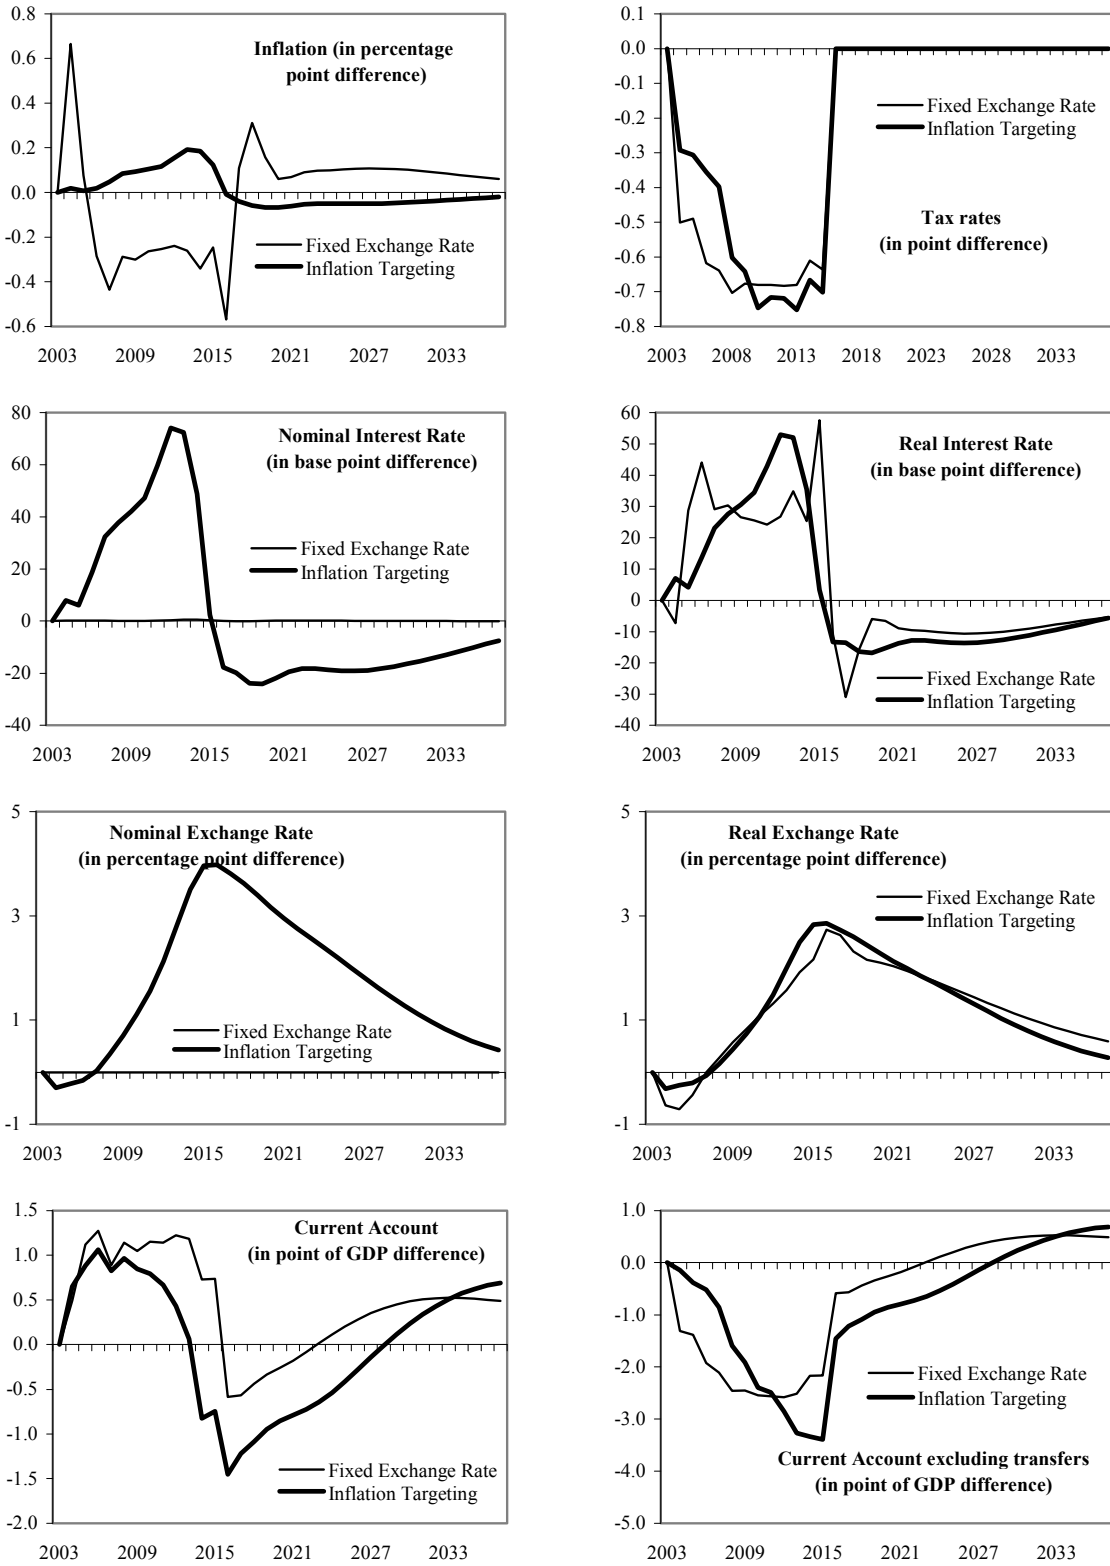 Inflation (in percentage
point difference)
0.8
0.6
0.4
0.2
0.0
-0.2
-0.4
-0.6
Fixed Exchange Rate
Inflation Targeting
2003 2009 2015 2021 2027 2033
0.1
0.0
-0.1
-0.2
-0.3
-0.4
-0.5
-0.6
-0.7
-0.8
Fixed Exchange Rate
Inflation Targeting
Tax rates
(in point difference)
2003 2008 2013 2018 2023 2028 2033
80
60
40
20
0
-20
-40
Nominal Interest Rate
(in base point difference)
Fixed Exchange Rate
Inflation Targeting
2003 2009 2015 2021 2027 2033
60
50
40
30
20
10
0
-10
-20
-30
-40
Real Interest Rate
(in base point difference)
Fixed Exchange Rate
Inflation Targeting
2003 2009 2015 2021 2027 2033
5
3
1
-1
Nominal Exchange Rate
(in percentage point difference)
Fixed Exchange Rate
Inflation Targeting
2003 2009 2015 2021 2027 2033
5
3
1
-1
Real Exchange Rate
(in percentage point difference)
Fixed Exchange Rate
Inflation Targeting
2003 2009 2015 2021 2027 2033
1.5
1.0
0.5
0.0
-0.5
-1.0
-1.5
-2.0
Current Account
(in point of GDP difference)
Fixed Exchange Rate
Inflation Targeting
2003 2009 2015 2021 2027 2033
1.0
0.0
-1.0
-2.0
-3.0
-4.0
-5.0
Fixed Exchange Rate
Inflation Targeting
Current Account excluding transfers
(in point of GDP difference)
2003 2009 2015 2021 2027 2033